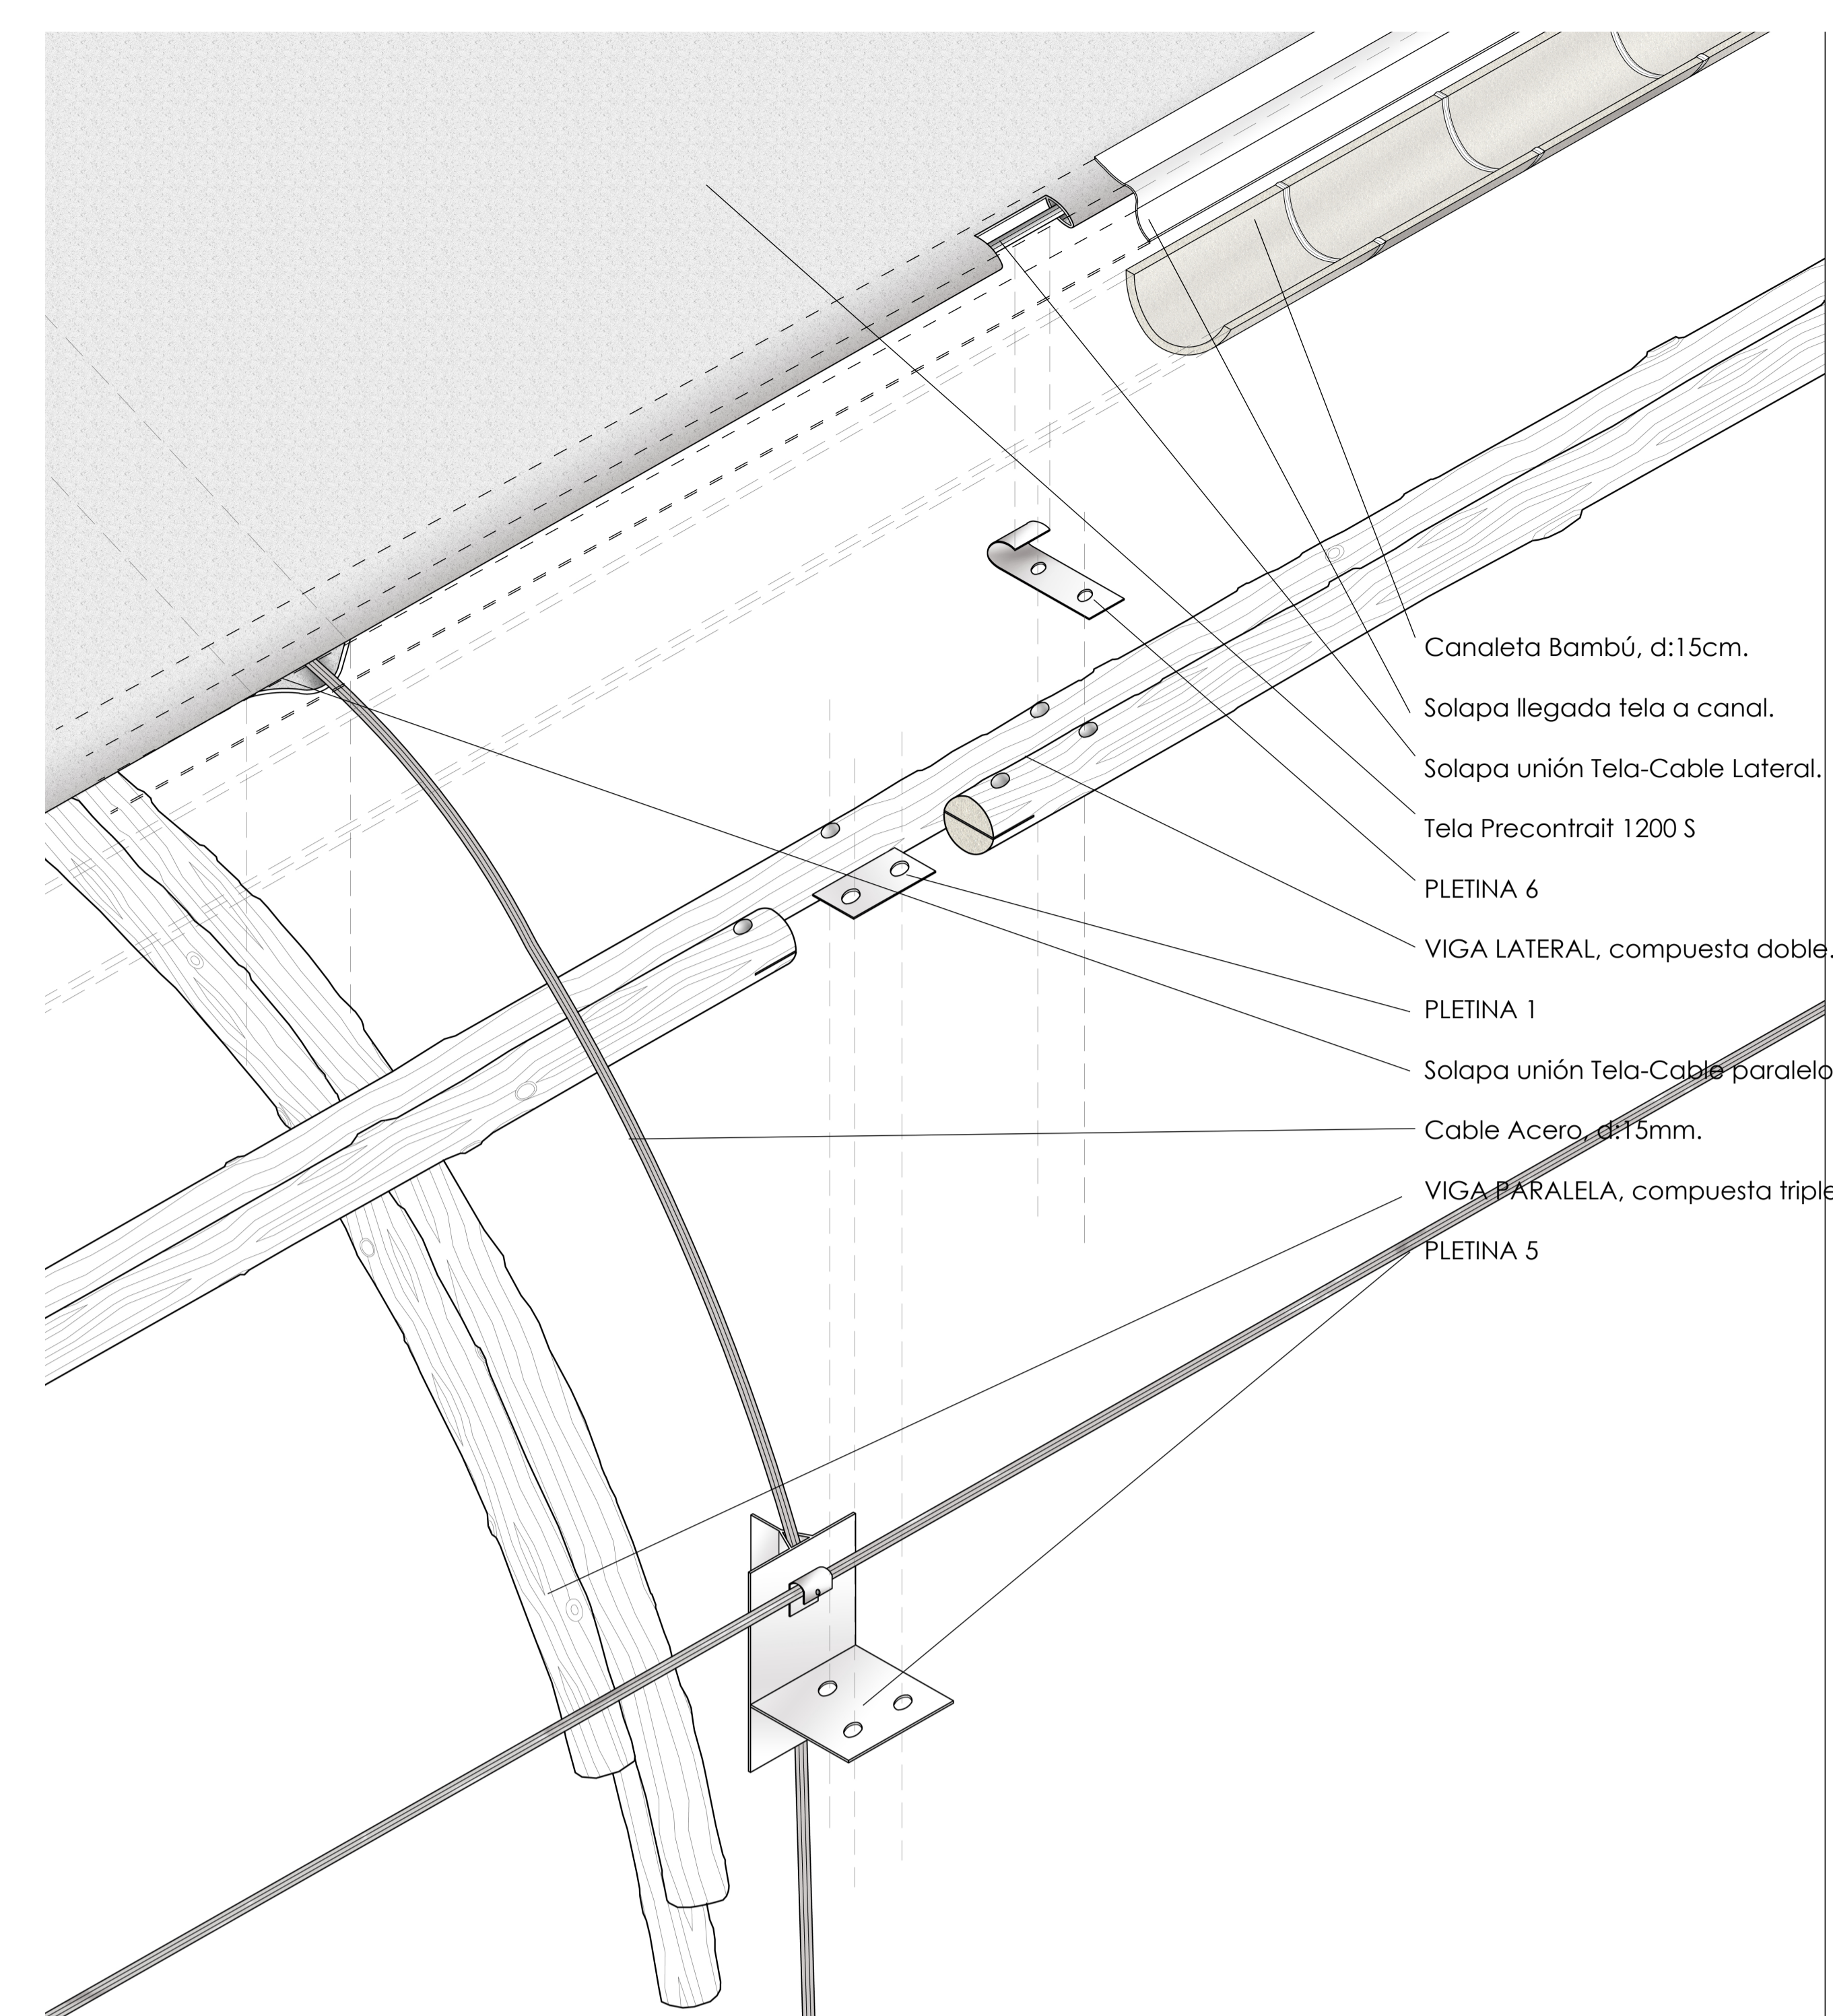 Canaleta Bambú, d:15cm.
Solapa llegada tela a canal.
Solapa unión Tela-Cable Lateral.
Tela Precontrait 1200 S
PLETINA 6
VIGA LATERAL, compuesta doble.
PLETINA 1
Solapa unión Tela-Cable paralelo
Cable Acero, d:15mm.
VIGA PARALELA, compuesta triple
PLETINA 5